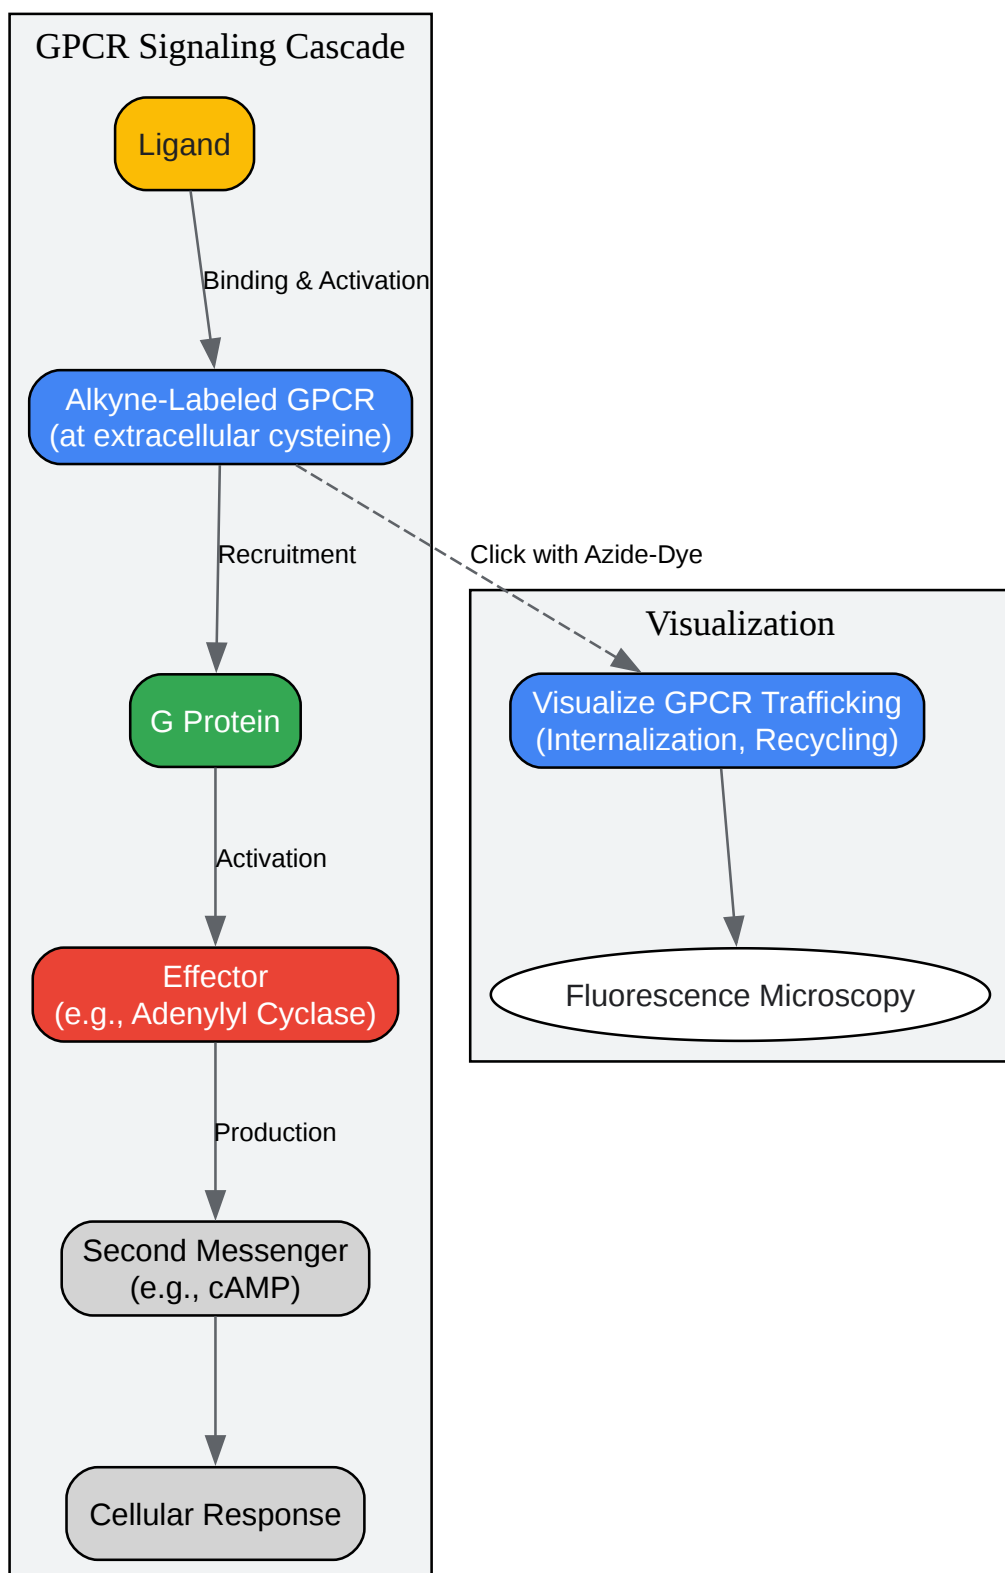 GPCR Signaling Cascade
Ligand
Binding & Activation
Alkyne-Labeled GPCR
(at extracellular cysteine)
Recruitment
Click with Azide-Dye
Visualization
G Protein
Visualize GPCR Trafficking
(Internalization, Recycling)
Activation
Effector
(e.g., Adenylyl Cyclase)
Fluorescence Microscopy
Production
Second Messenger
(e.g., cAMP)
Cellular Response